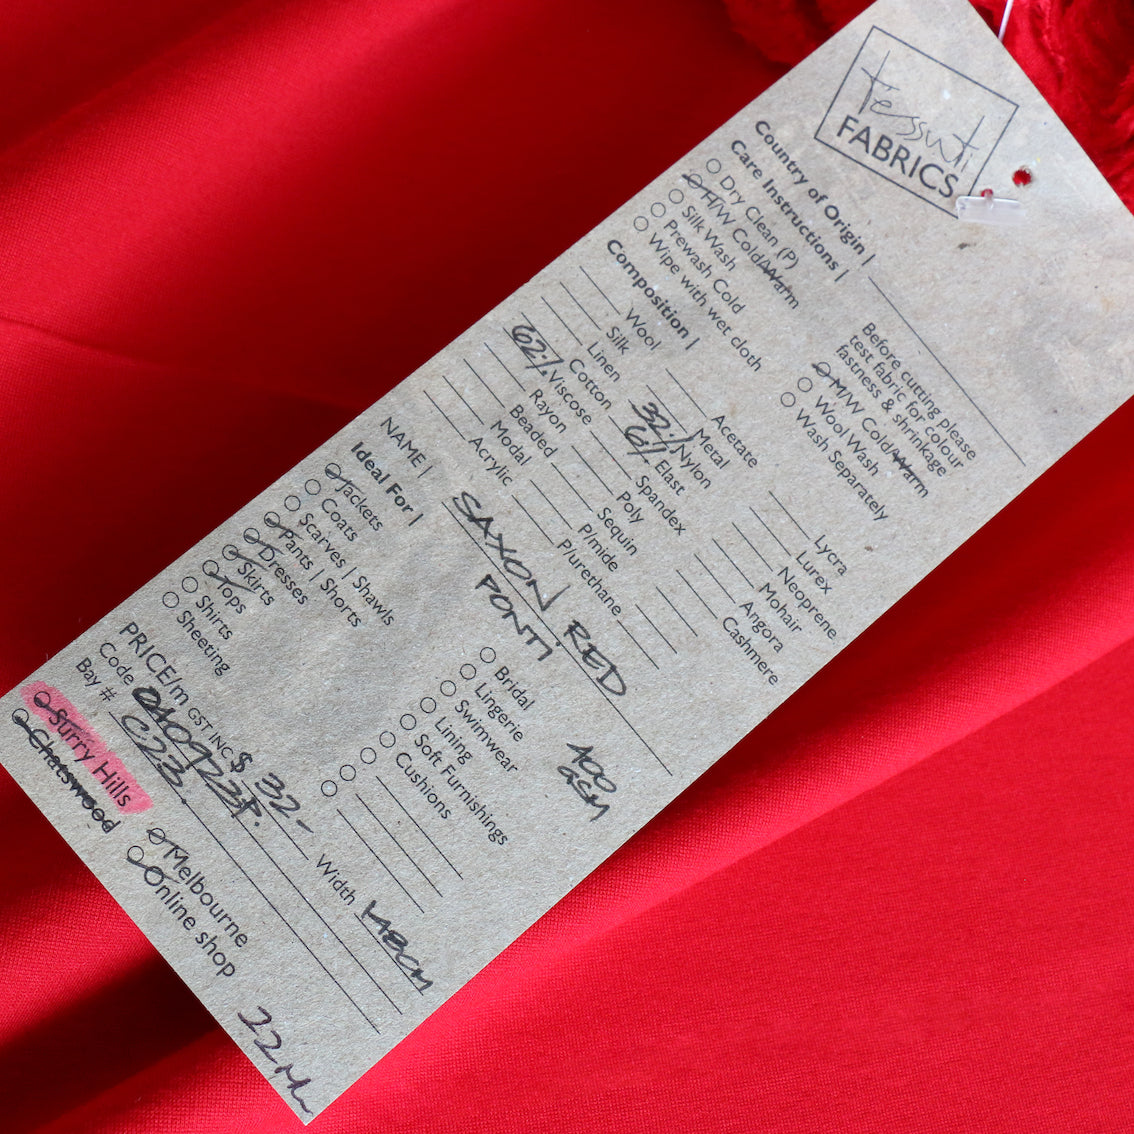 Tessuti
FABRICS
Country of Origin |
Care Instructions |
Dry Clean (P)
H/W Cold/Warm
Silk Wash
Prewash Cold
Wipe with wet cloth
Before cutting please
test fabric for colour
fastness & shrinkage
M/W Cold/Warm
Wool Wash
Wash Separately
Composition |
Wool
Silk
Linen
Cotton
62% Viscose
Rayon
Beaded
Modal
Acrylic
Acetate
Metal
32% Nylon
6% Elast
Spandex
Poly
Sequin
P/mide
P/urethane
Lycra
Lurex
Neoprene
Mohair
Angora
Cashmere
NAME | SAXON RED
PONTI
400
GSM
Ideal For |
Jackets
Coats
Scarves | Shawls
Pants | Shorts
Dresses
Skirts
Tops
Shirts
Sheeting
Bridal
Lingerie
Swimwear
Lining
Soft Furnishings
Cushions
PRICE/m GST INC $ 32- Width 148CM
Code
Bay # C23.
Surry Hills
Chatswood
Melbourne
Online shop
22M